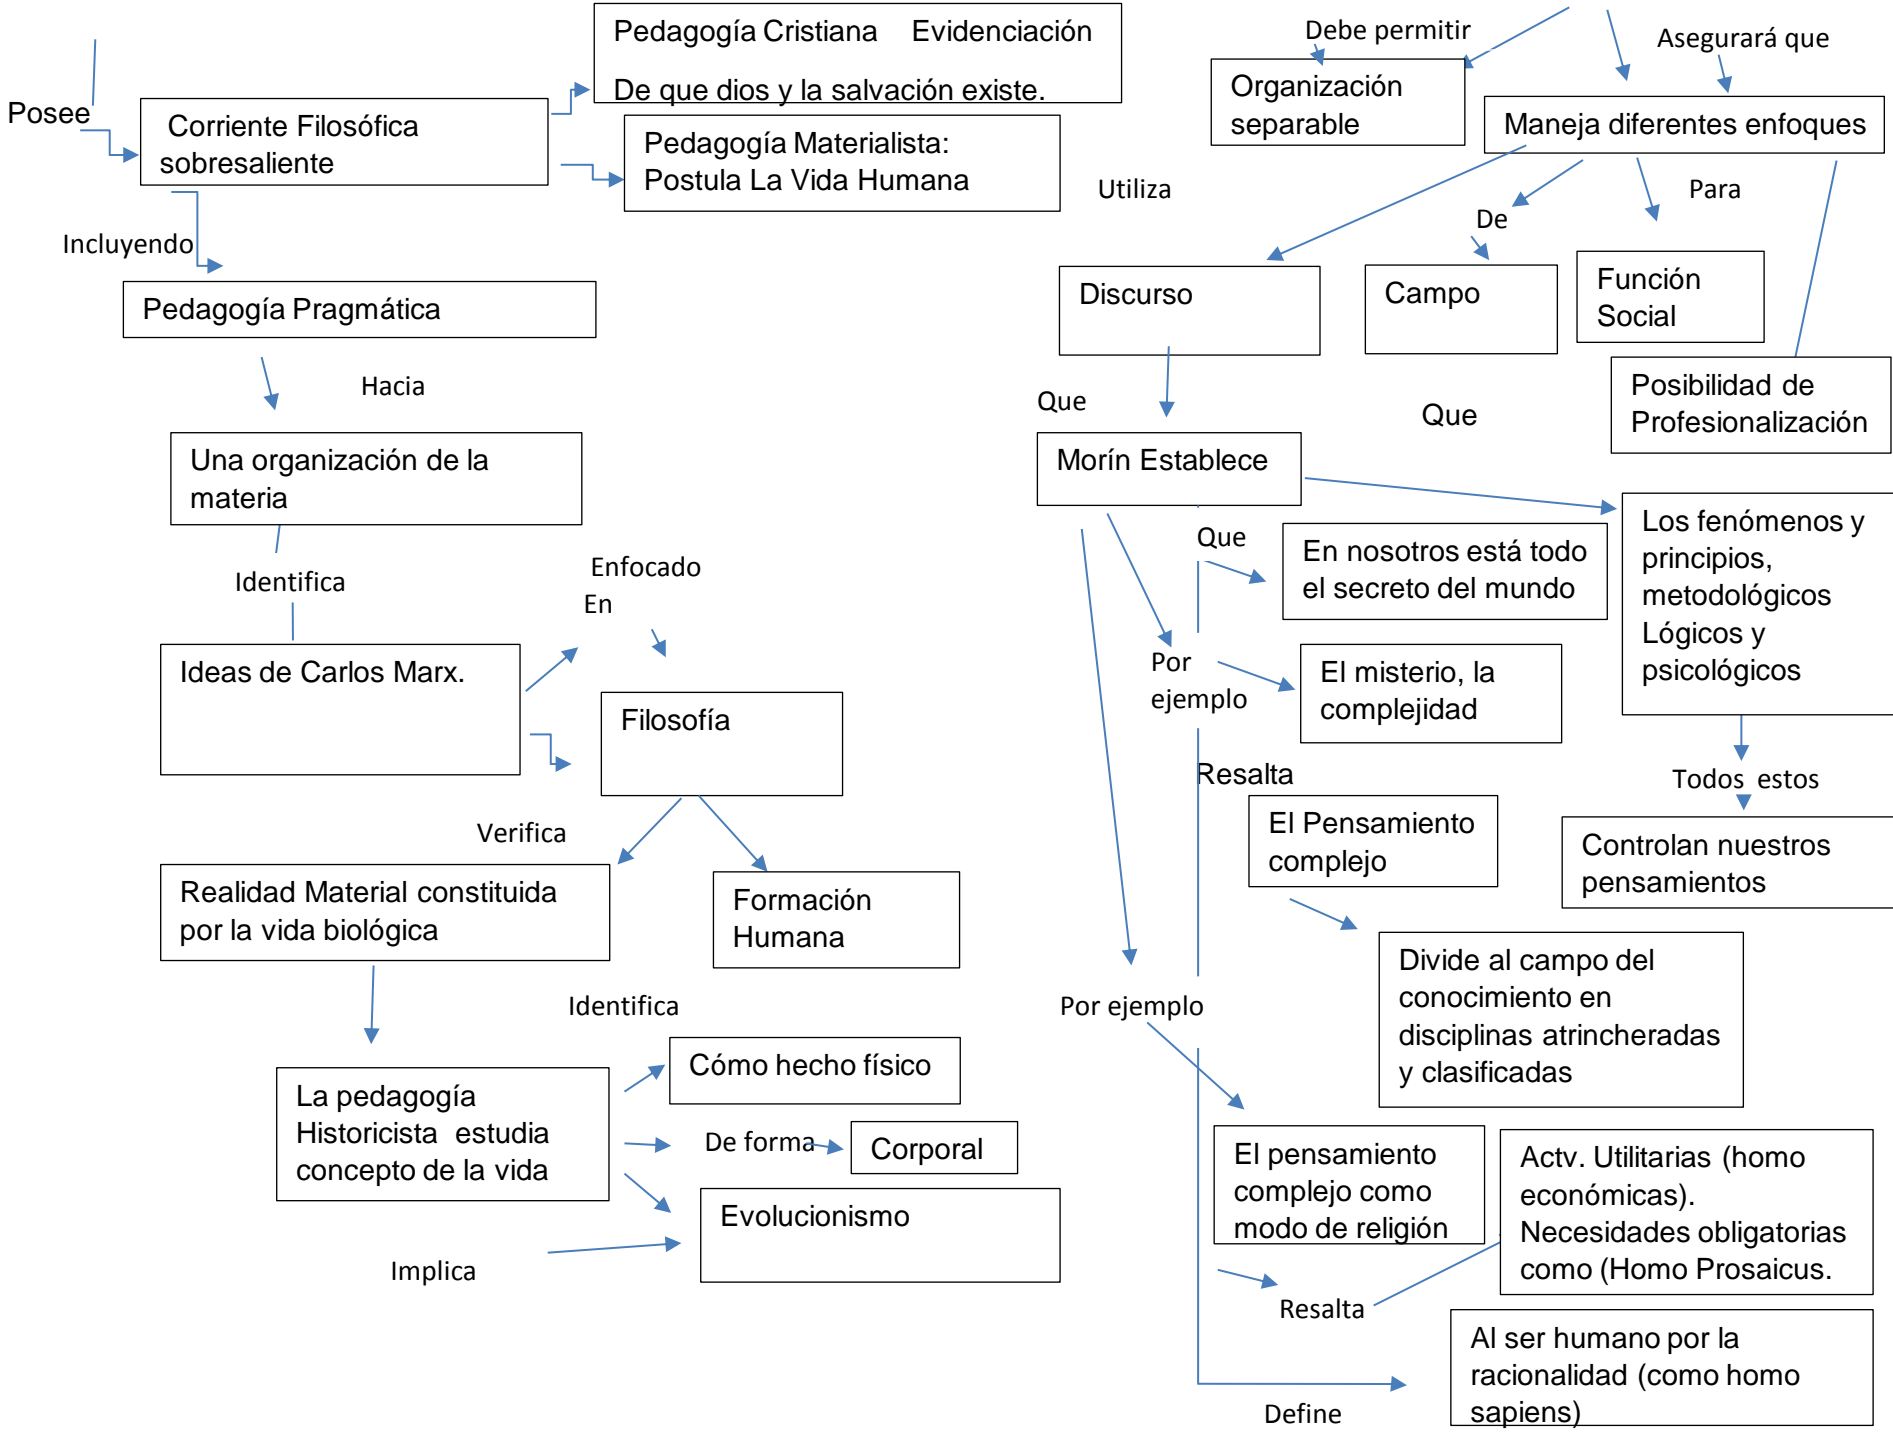 Posee
Corriente Filosófica
sobresaliente
Pedagogía Cristiana Evidenciación
De que dios y la salvación existe.
Pedagogía Materialista:
Postula La Vida Humana
Incluyendo
Pedagogía Pragmática
Hacia
Una organización de la
materia
Identifica
Enfocado
En
Ideas de Carlos Marx.
Filosofía
Verifica
Realidad Material constituida
por la vida biológica
Formación
Humana
Identifica
La pedagogía
Historicista estudia
concepto de la vida
Cómo hecho físico
De forma
Corporal
Evolucionismo
Implica
Debe permitir
Asegurará que
Organización
separable
Maneja diferentes enfoques
Utiliza
De
Para
Discurso
Campo
Función
Social
Posibilidad de
Profesionalización
Que
Que
Morín Establece
Que
En nosotros está todo
el secreto del mundo
Los fenómenos y
principios,
metodológicos
Lógicos y
psicológicos
Por
ejemplo
El misterio, la
complejidad
Resalta
Todos estos
El Pensamiento
complejo
Controlan nuestros
pensamientos
Divide al campo del
conocimiento en
disciplinas atrincheradas
y clasificadas
Por ejemplo
El pensamiento
complejo como
modo de religión
Actv. Utilitarias (homo
económicas).
Necesidades obligatorias
como (Homo Prosaicus.
Resalta
Al ser humano por la
racionalidad (como homo
sapiens)
Define